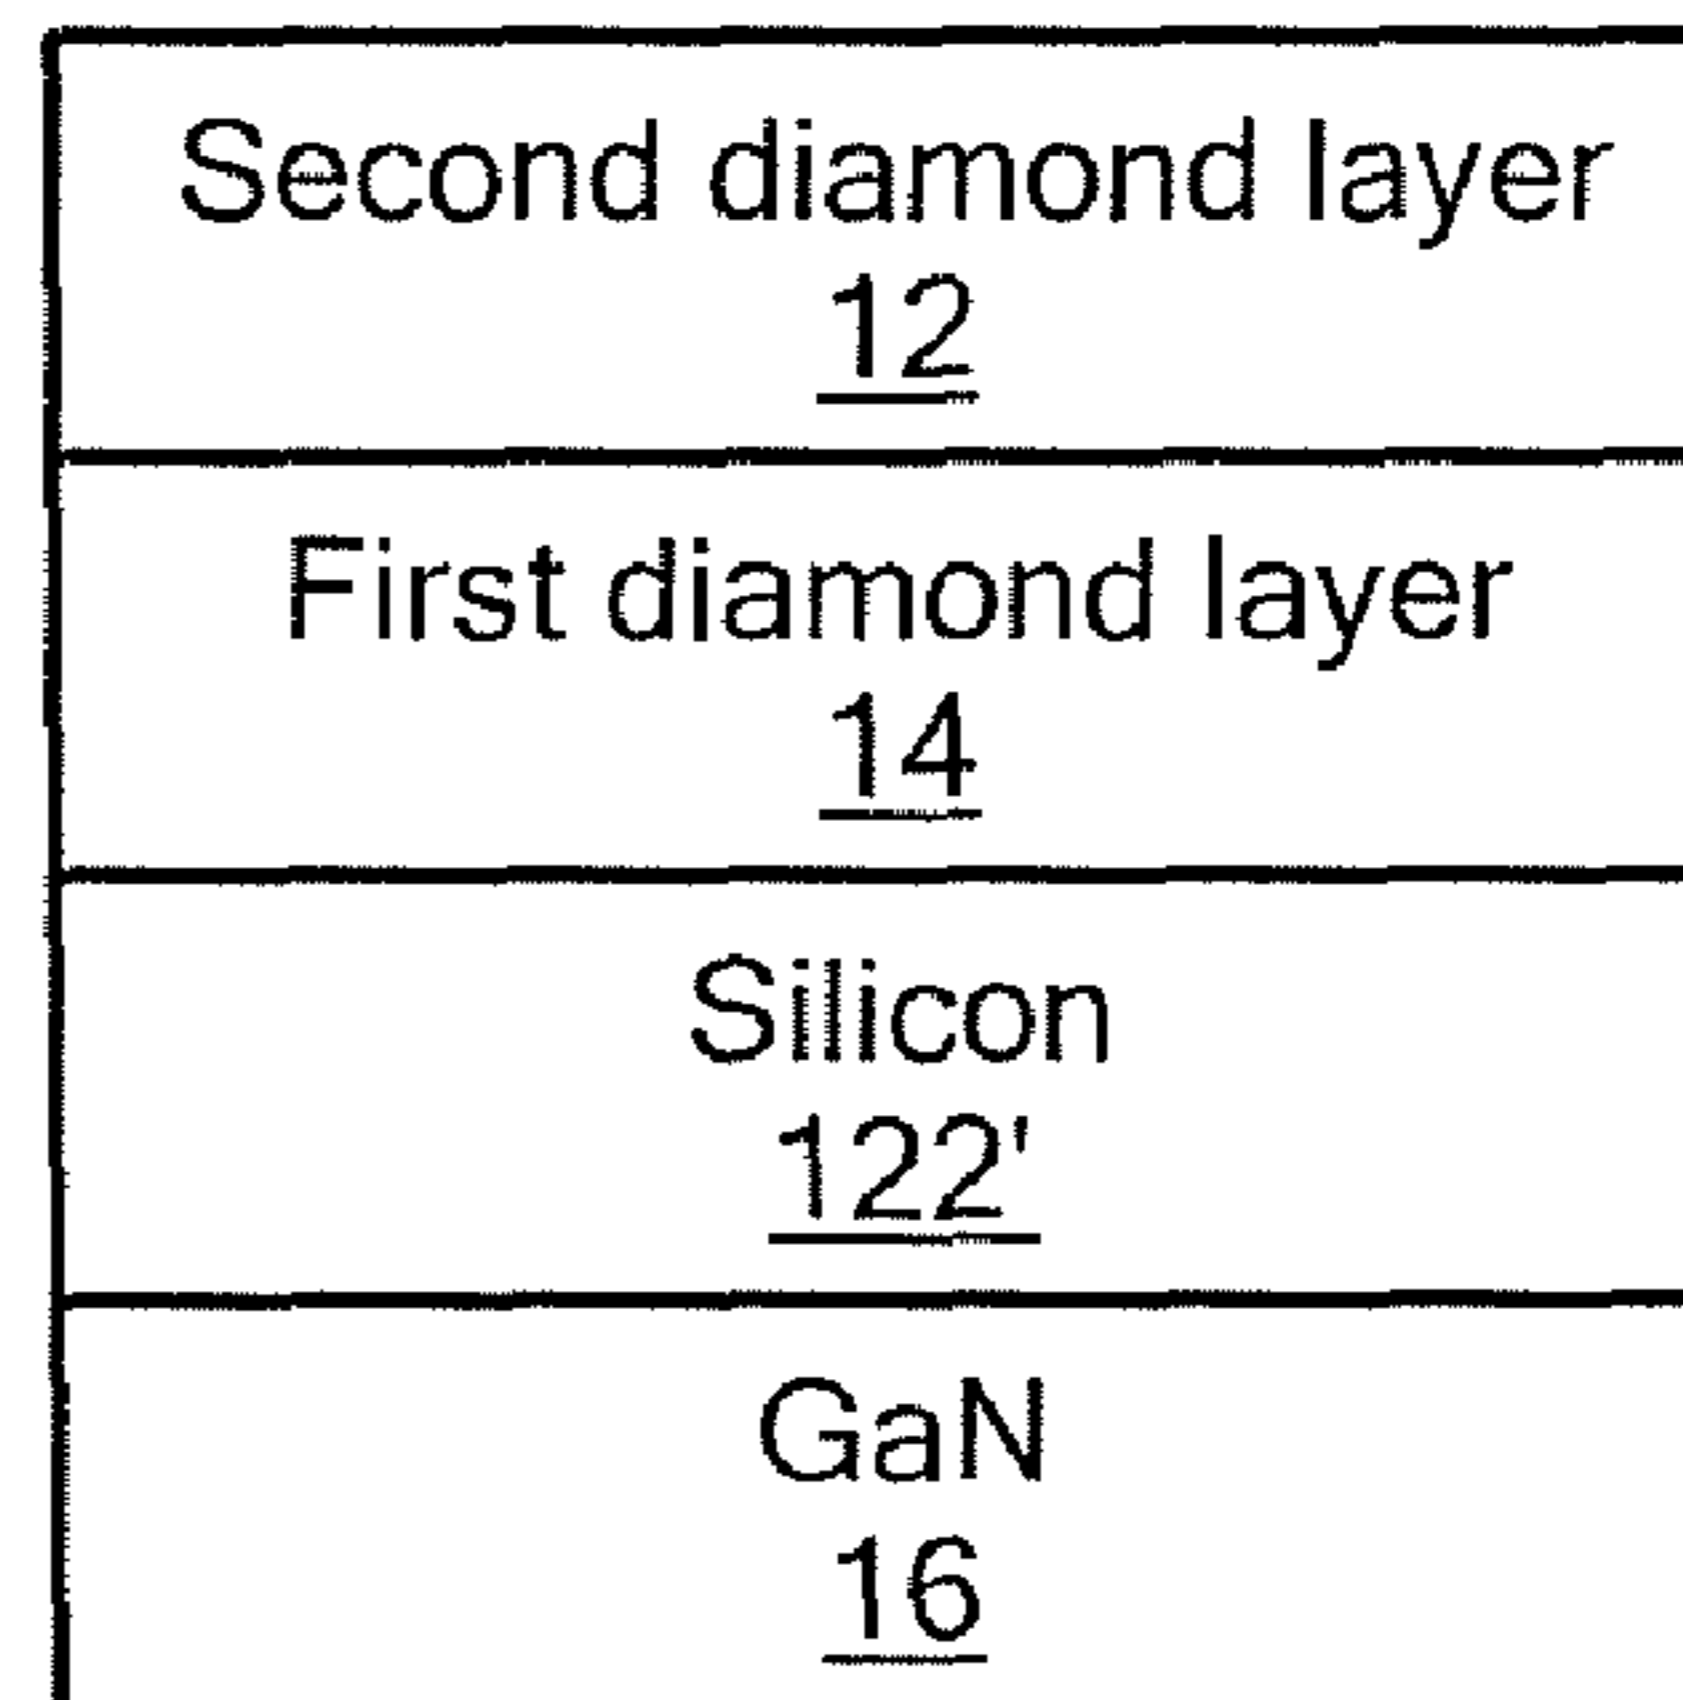 Second diamond layer
12
First diamond layer
14
Silicon
122'
GaN
16